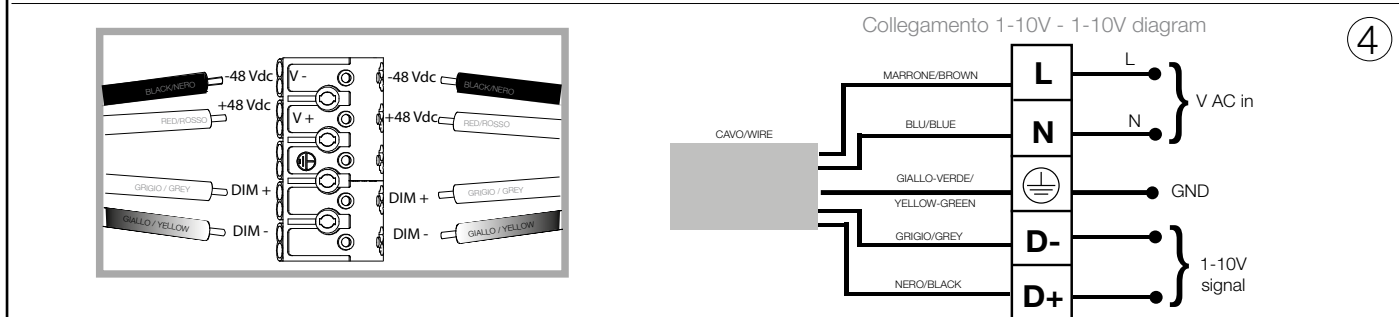 Collegamento 1-10V - 1-10V diagram
4
-48 Vdc V - -48 Vdc
BLACK/NERO BLACK/NERO
+48 Vdc V + +48 Vdc
RED/ROSSO RED/ROSSO
GRIGIO / GREY DIM + DIM + GRIGIO / GREY
GIALLO / YELLOW DIM - DIM - GIALLO / YELLOW
CAVO/WIRE
MARRONE/BROWN L L
BLU/BLUE N N
V AC in
GIALLO-VERDE/
YELLOW-GREEN
GND
GRIGIO/GREY D-
NERO/BLACK D+
1-10V
signal